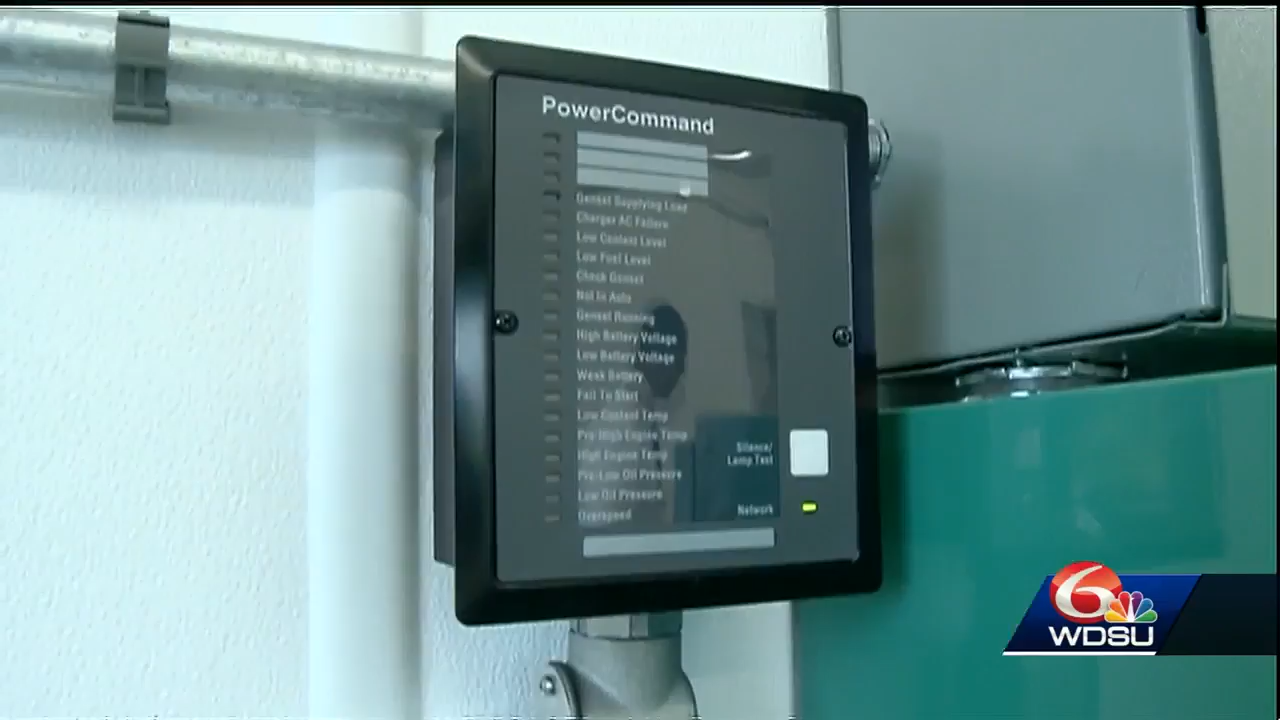 PowerCommand
Genset Supplying Load
Charger AC Failure
Low Coolant Level
Low Fuel Level
Check Genset
Not In Auto
Genset Running
High Battery Voltage
Low Battery Voltage
Weak Battery
Fail To Start
Low Coolant Temp
Pre-High Engine Temp
High Engine Temp
Pre-Low Oil Pressure
Low Oil Pressure
Overspeed
Silence/
Lamp Test
Network
6
WDSU